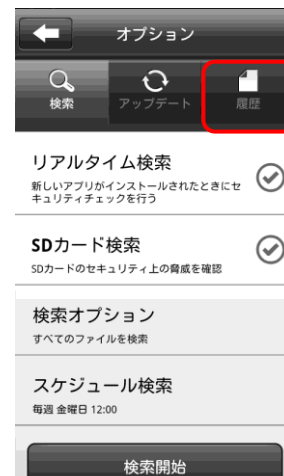 オプション
検索
アップデート
履歴
リアルタイム検索
新しいアプリがインストールされたときにセ
キュリティチェックを行う
SDカード検索
SDカードのセキュリティ上の脅威を確認
検索オプション
すべてのファイルを検索
スケジュール検索
毎週 金曜日 12:00
検索開始